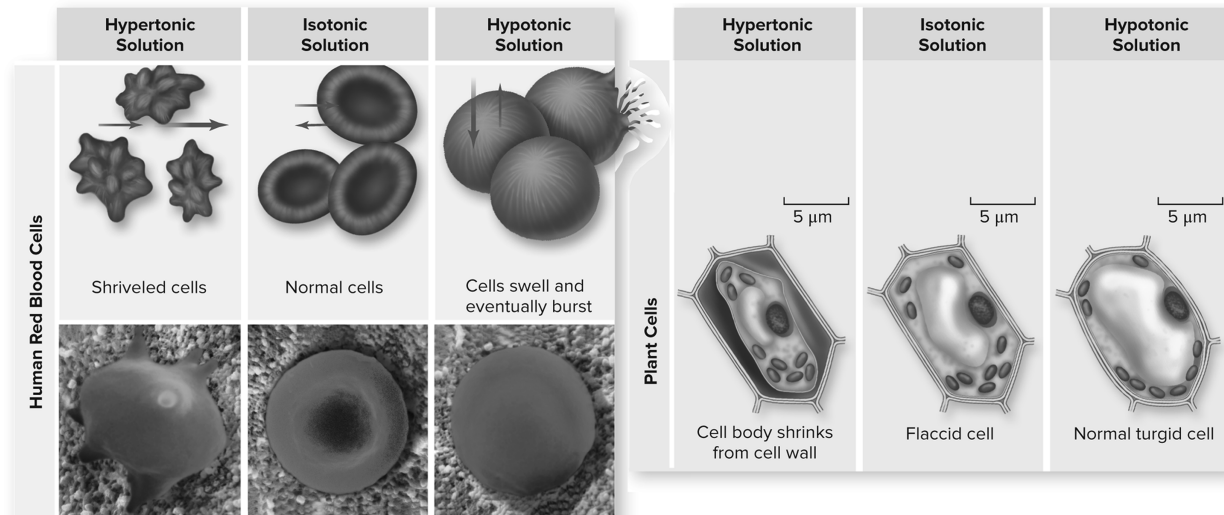 Hypertonic
Solution
Isotonic
Solution
Hypotonic
Solution
Human Red Blood Cells
Shriveled cells
Normal cells
Cells swell and
eventually burst
Hypertonic
Solution
Isotonic
Solution
Hypotonic
Solution
Plant Cells
5 μm
5 μm
5 μm
Cell body shrinks
from cell wall
Flaccid cell
Normal turgid cell